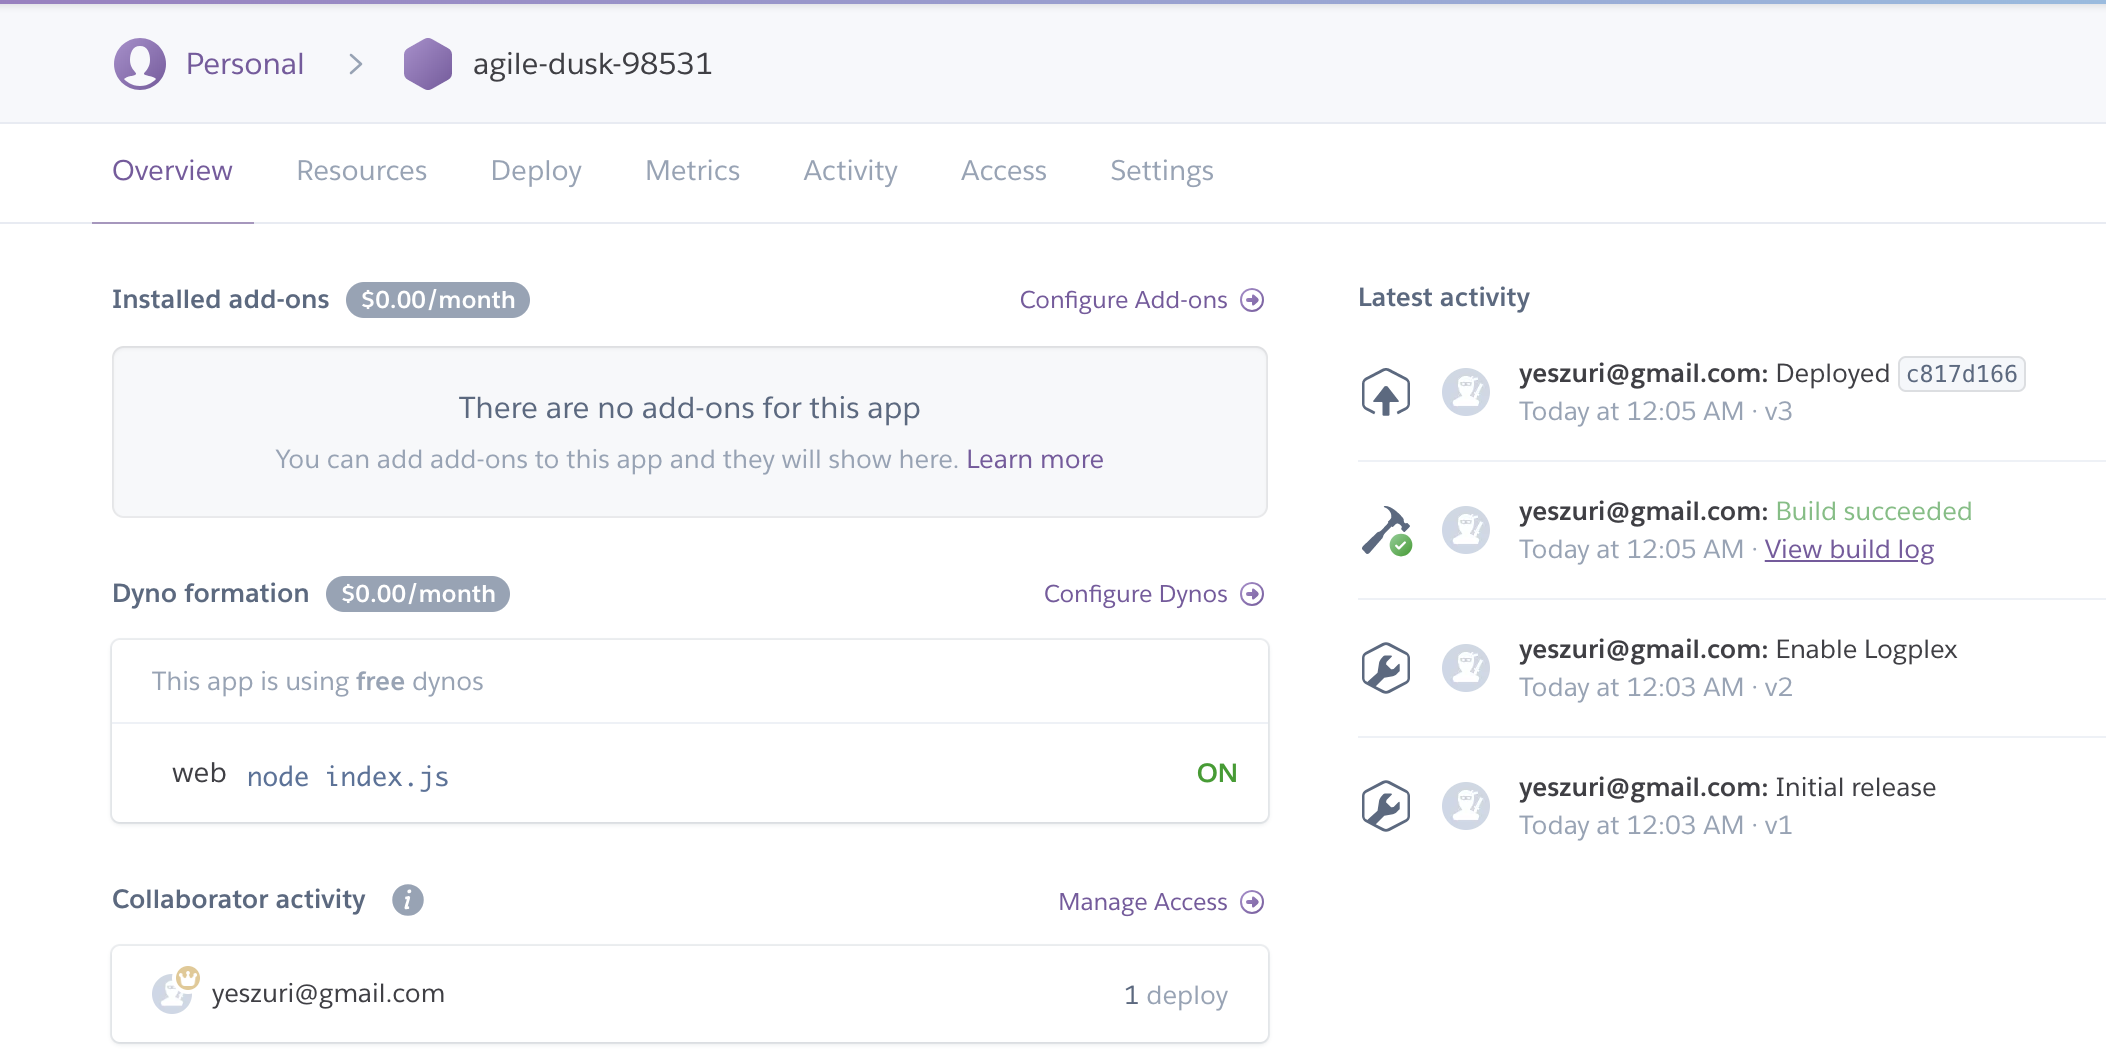 Personal > agile-dusk-98531
Overview Resources Deploy Metrics Activity Access Settings
Installed add-ons $0.00/month Configure Add-ons
There are no add-ons for this app
You can add add-ons to this app and they will show here. Learn more
Dyno formation $0.00/month Configure Dynos
This app is using free dynos
web node index.js ON
Collaborator activity i Manage Access
yeszuri@gmail.com 1 deploy
Latest activity
yeszuri@gmail.com: Deployed c817d166
Today at 12:05 AM · v3
yeszuri@gmail.com: Build succeeded
Today at 12:05 AM · View build log
yeszuri@gmail.com: Enable Logplex
Today at 12:03 AM · v2
yeszuri@gmail.com: Initial release
Today at 12:03 AM · v1